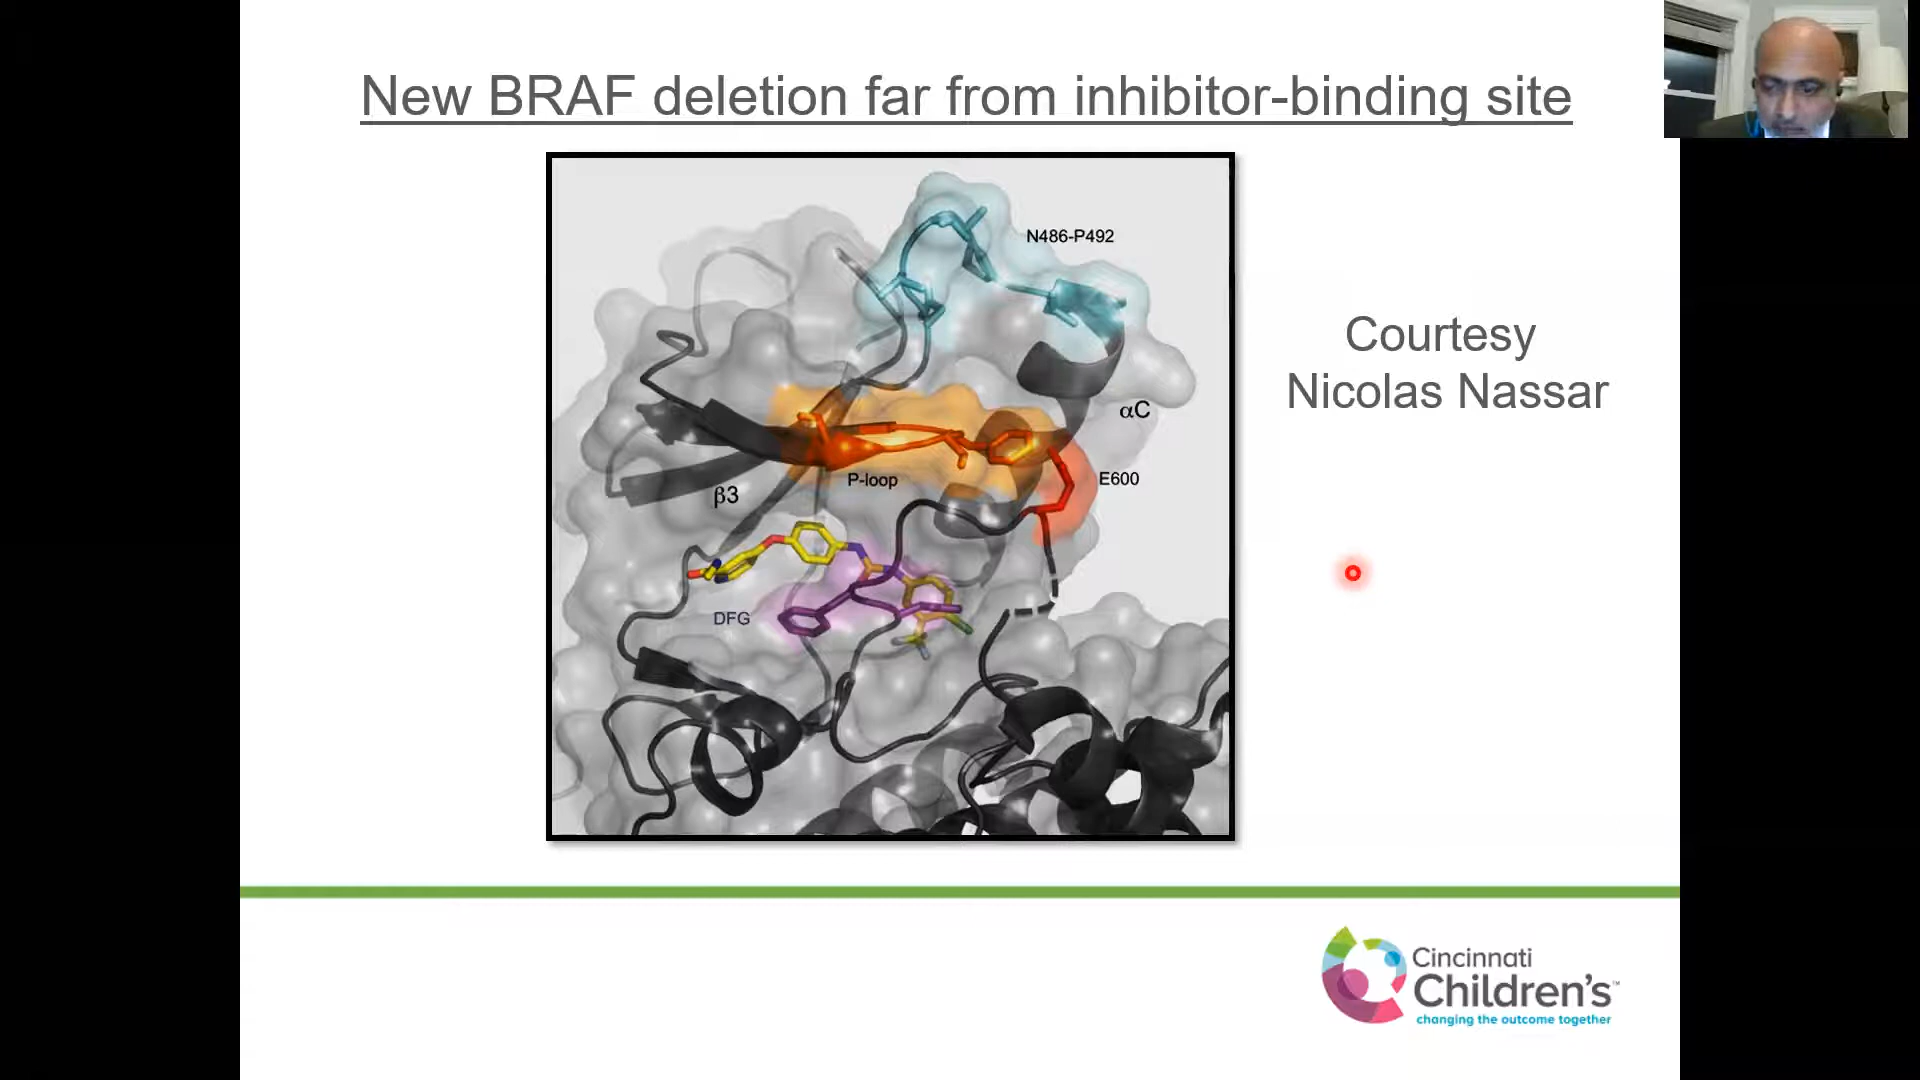 New BRAF deletion far from inhibitor-binding site
N486-P492
αC
P-loop
E600
β3
DFG
Courtesy
Nicolas Nassar
Cincinnati
Children's™
changing the outcome together